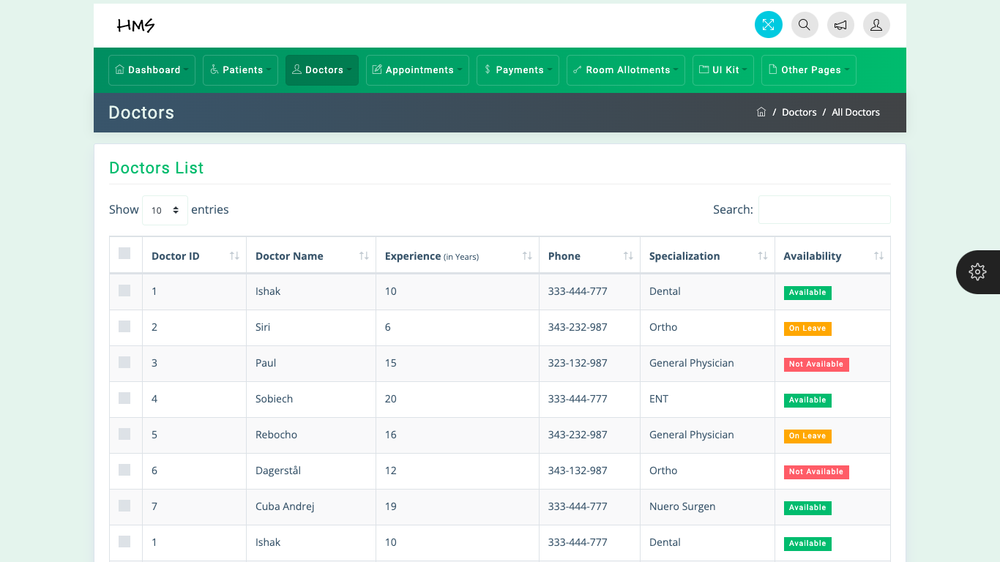 HMS
Dashboard Patients Doctors Appointments Payments Room Allotments UI Kit Other Pages
Doctors / Doctors / All Doctors
Doctors List
Show 10 entries Search:
Doctor ID Doctor Name Experience (in Years) Phone Specialization Availability
1 Ishak 10 333-444-777 Dental Available
2 Siri 6 343-232-987 Ortho On Leave
3 Paul 15 323-132-987 General Physician Not Available
4 Sobiech 20 333-444-777 ENT Available
5 Rebocho 16 343-232-987 General Physician On Leave
6 Dagerstål 12 343-132-987 Ortho Not Available
7 Cuba Andrej 19 333-444-777 Nuero Surgen Available
1 Ishak 10 333-444-777 Dental Available